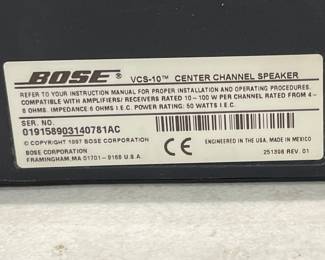 BOSE® VCS-10™ CENTER CHANNEL SPEAKER
REFER TO YOUR INSTRUCTION MANUAL FOR PROPER INSTALLATION AND OPERATING PROCEDURES.
COMPATIBLE WITH AMPLIFIERS/ RECEIVERS RATED 10 - 100 W PER CHANNEL RATED FROM 4 -
8 OHMS. IMPEDANCE:6 OHMS I.E.C. POWER RATING: 50 WATTS I.E.C.
SERIAL NO.
019158903140781AC
© COPYRIGHT 1997 BOSE CORPORATION
BOSE CORPORATION
FRAMINGHAM, MA 01701 - 9168 U.S.A.
CE
ENGINEERED IN THE USA, MADE IN MEXICO
251398 REV. 01